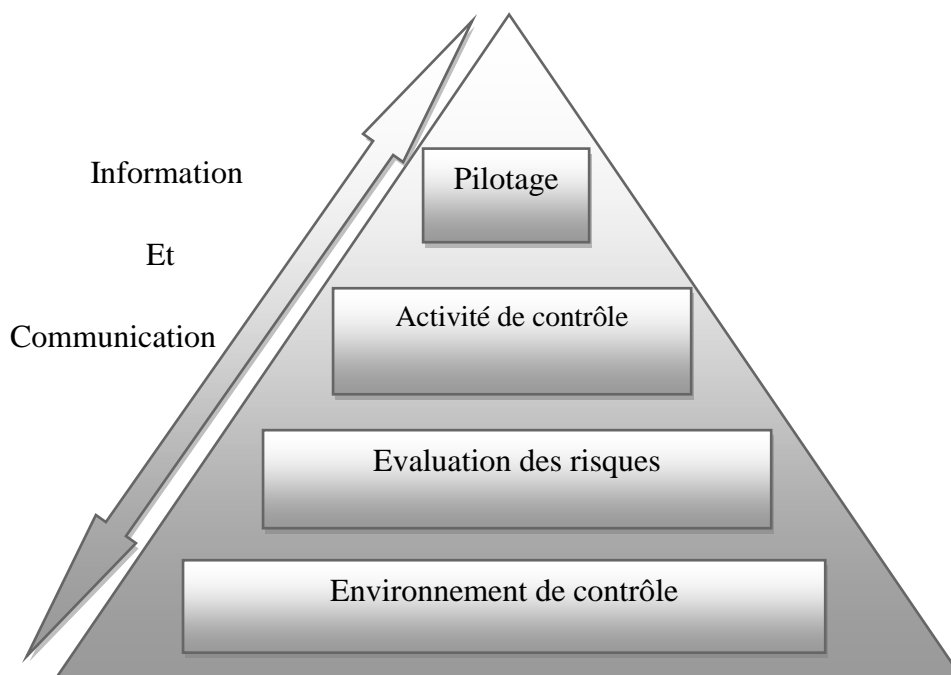 Information
Et
Communication
Pilotage
Activité de contrôle
Evaluation des risques
Environnement de contrôle